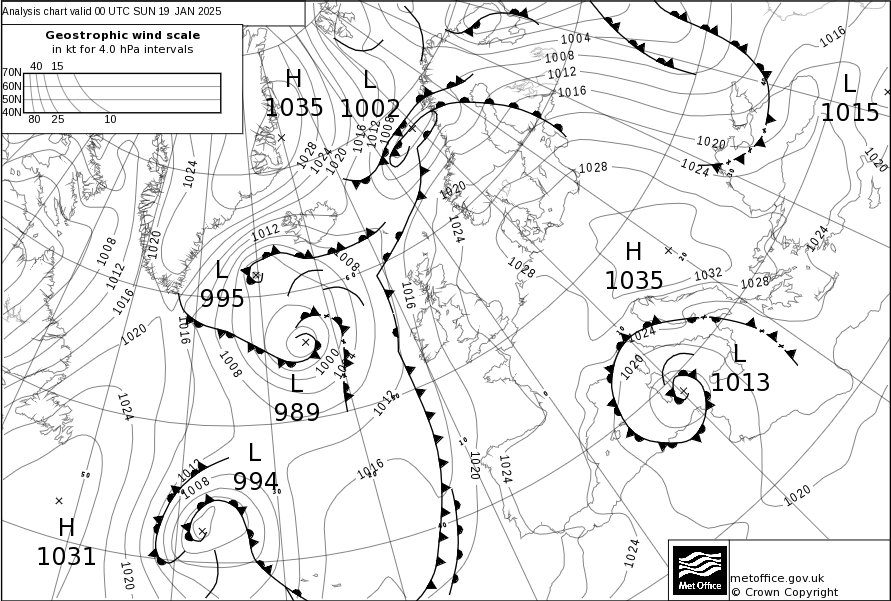 Analysis chart valid 00 UTC SUN 19 JAN 2025
Geostrophic wind scale
in kt for 4.0 hPa intervals
40 15
70N
60N
50N
40N
80 25 10
H
1035
L
1002
L
1015
H
1035
L
995
L
989
L
1013
L
994
H
1031
1004
1008
1012
1016
1016
1020
1024
1028
1020
1024
1028
1016
1012
1008
1028
1024
1020
1016
1024
1020
1012
1008
1008
1012
1016
1020
1024
1016
1008
1000
1004
1012
1016
1020
1024
1028
1032
1028
1024
1024
1020
1016
1012
1008
1020
1020
1024
1020
1024
Met Office
metoffice.gov.uk
© Crown Copyright